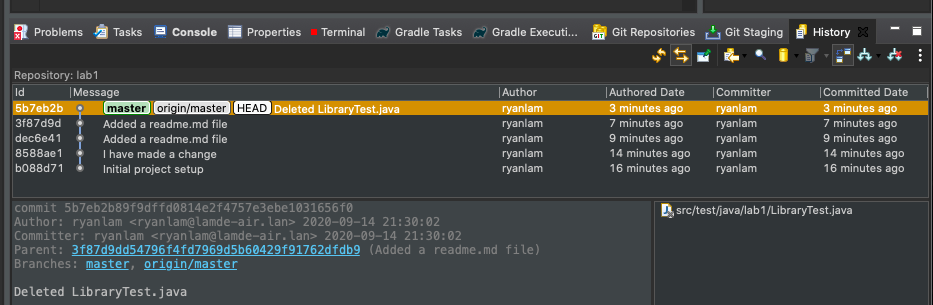 Problems Tasks Console Properties Terminal Gradle Tasks Gradle Executi... Git Repositories Git Staging History
Repository: lab1
Id Message Author Authored Date Committer Committed Date
5b7eb2b master origin/master HEAD Deleted LibraryTest.java ryanlam 3 minutes ago ryanlam 3 minutes ago
3f87d9d Added a readme.md file ryanlam 7 minutes ago ryanlam 7 minutes ago
dec6e41 Added a readme.md file ryanlam 9 minutes ago ryanlam 9 minutes ago
8588ae1 I have made a change ryanlam 14 minutes ago ryanlam 14 minutes ago
b088d71 Initial project setup ryanlam 16 minutes ago ryanlam 16 minutes ago
commit 5b7eb2b89f9dffd0814e2f4757e3ebe1031656f0
Author: ryanlam <ryanlam@lamde-air.lan> 2020-09-14 21:30:02
Committer: ryanlam <ryanlam@lamde-air.lan> 2020-09-14 21:30:02
Parent: 3f87d9dd54796f4fd7969d5b60429f91762dfdb9 (Added a readme.md file)
Branches: master, origin/master
Deleted LibraryTest.java
src/test/java/lab1/LibraryTest.java